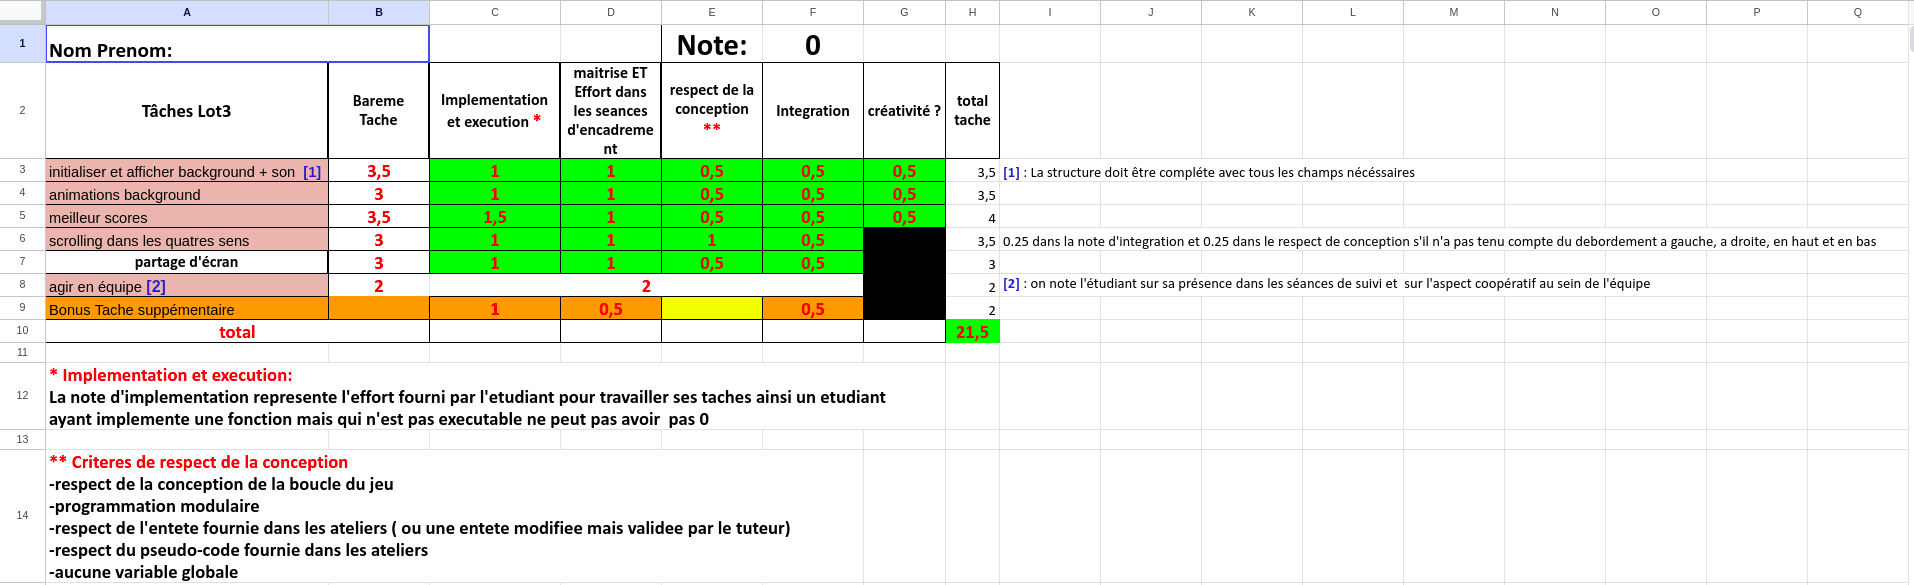 A B C D E F G H I J K L M N O P Q
1 Nom Prenom: Note: 0
2 Tâches Lot3 Bareme Tache Implementation et execution * maitrise ET Effort dans les seances d'encadrement respect de la conception ** Integration créativité ? total tache
3 initialiser et afficher background + son [1] 3,5 1 1 0,5 0,5 0,5 3,5 [1] : La structure doit être compléte avec tous les champs nécéssaires
4 animations background 3 1 1 0,5 0,5 0,5 3,5
5 meilleur scores 3,5 1,5 1 0,5 0,5 0,5 4
6 scrolling dans les quatres sens 3 1 1 1 0,5 3,5 0.25 dans la note d'integration et 0.25 dans le respect de conception s'il n'a pas tenu compte du debordement a gauche, a droite, en haut et en bas
7 partage d'écran 3 1 1 0,5 0,5 3
8 agir en équipe [2] 2 2 2 [2] : on note l'étudiant sur sa présence dans les séances de suivi et sur l'aspect coopératif au sein de l'équipe
9 Bonus Tache suppémentaire 1 0,5 0,5 2
10 total 21,5
11
12 * Implementation et execution:
La note d'implementation represente l'effort fourni par l'etudiant pour travailler ses taches ainsi un etudiant
ayant implemente une fonction mais qui n'est pas executable ne peut pas avoir pas 0
13
14 ** Criteres de respect de la conception
-respect de la conception de la boucle du jeu
-programmation modulaire
-respect de l'entete fournie dans les ateliers ( ou une entete modifiee mais validee par le tuteur)
-respect du pseudo-code fournie dans les ateliers
-aucune variable globale